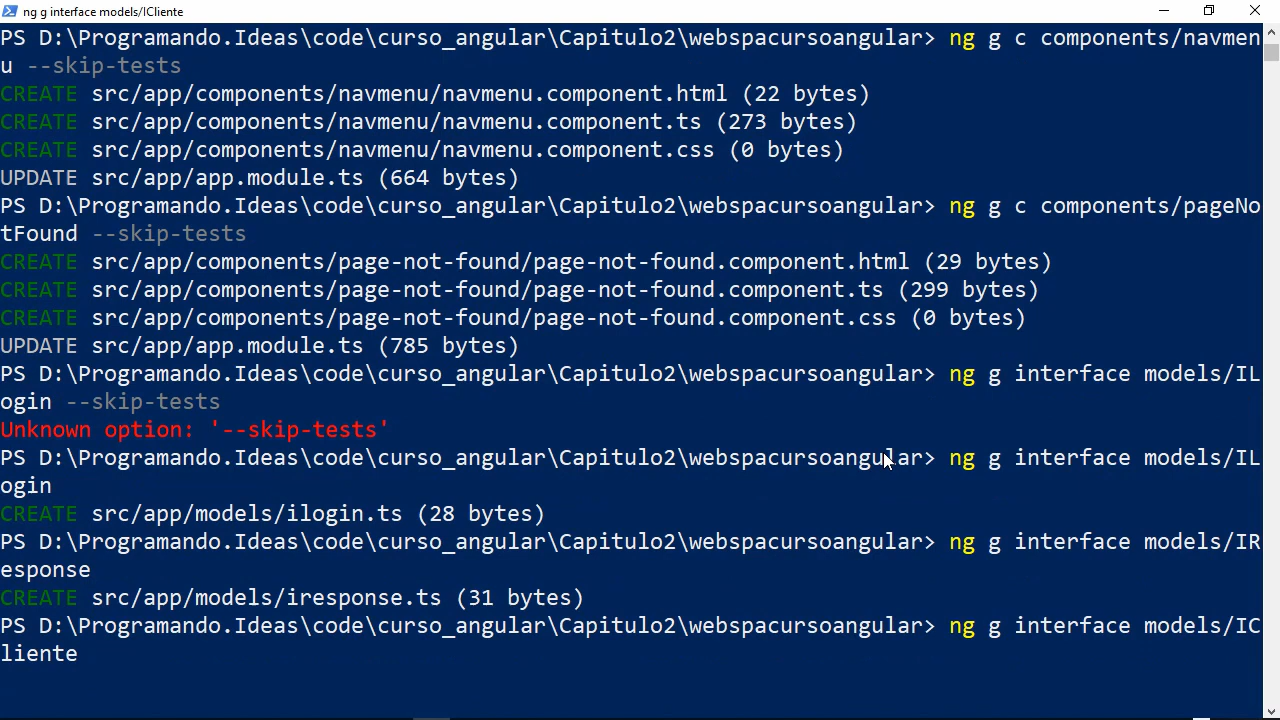 ng g interface models/ICliente
PS D:\Programando.Ideas\code\curso_angular\Capitulo2\webspacursoangular> ng g c components/navmen
u --skip-tests
CREATE src/app/components/navmenu/navmenu.component.html (22 bytes)
CREATE src/app/components/navmenu/navmenu.component.ts (273 bytes)
CREATE src/app/components/navmenu/navmenu.component.css (0 bytes)
UPDATE src/app/app.module.ts (664 bytes)
PS D:\Programando.Ideas\code\curso_angular\Capitulo2\webspacursoangular> ng g c components/pageNo
tFound --skip-tests
CREATE src/app/components/page-not-found/page-not-found.component.html (29 bytes)
CREATE src/app/components/page-not-found/page-not-found.component.ts (299 bytes)
CREATE src/app/components/page-not-found/page-not-found.component.css (0 bytes)
UPDATE src/app/app.module.ts (785 bytes)
PS D:\Programando.Ideas\code\curso_angular\Capitulo2\webspacursoangular> ng g interface models/IL
ogin --skip-tests
Unknown option: '--skip-tests'
PS D:\Programando.Ideas\code\curso_angular\Capitulo2\webspacursoangular> ng g interface models/IL
ogin
CREATE src/app/models/ilogin.ts (28 bytes)
PS D:\Programando.Ideas\code\curso_angular\Capitulo2\webspacursoangular> ng g interface models/IR
esponse
CREATE src/app/models/iresponse.ts (31 bytes)
PS D:\Programando.Ideas\code\curso_angular\Capitulo2\webspacursoangular> ng g interface models/IC
liente